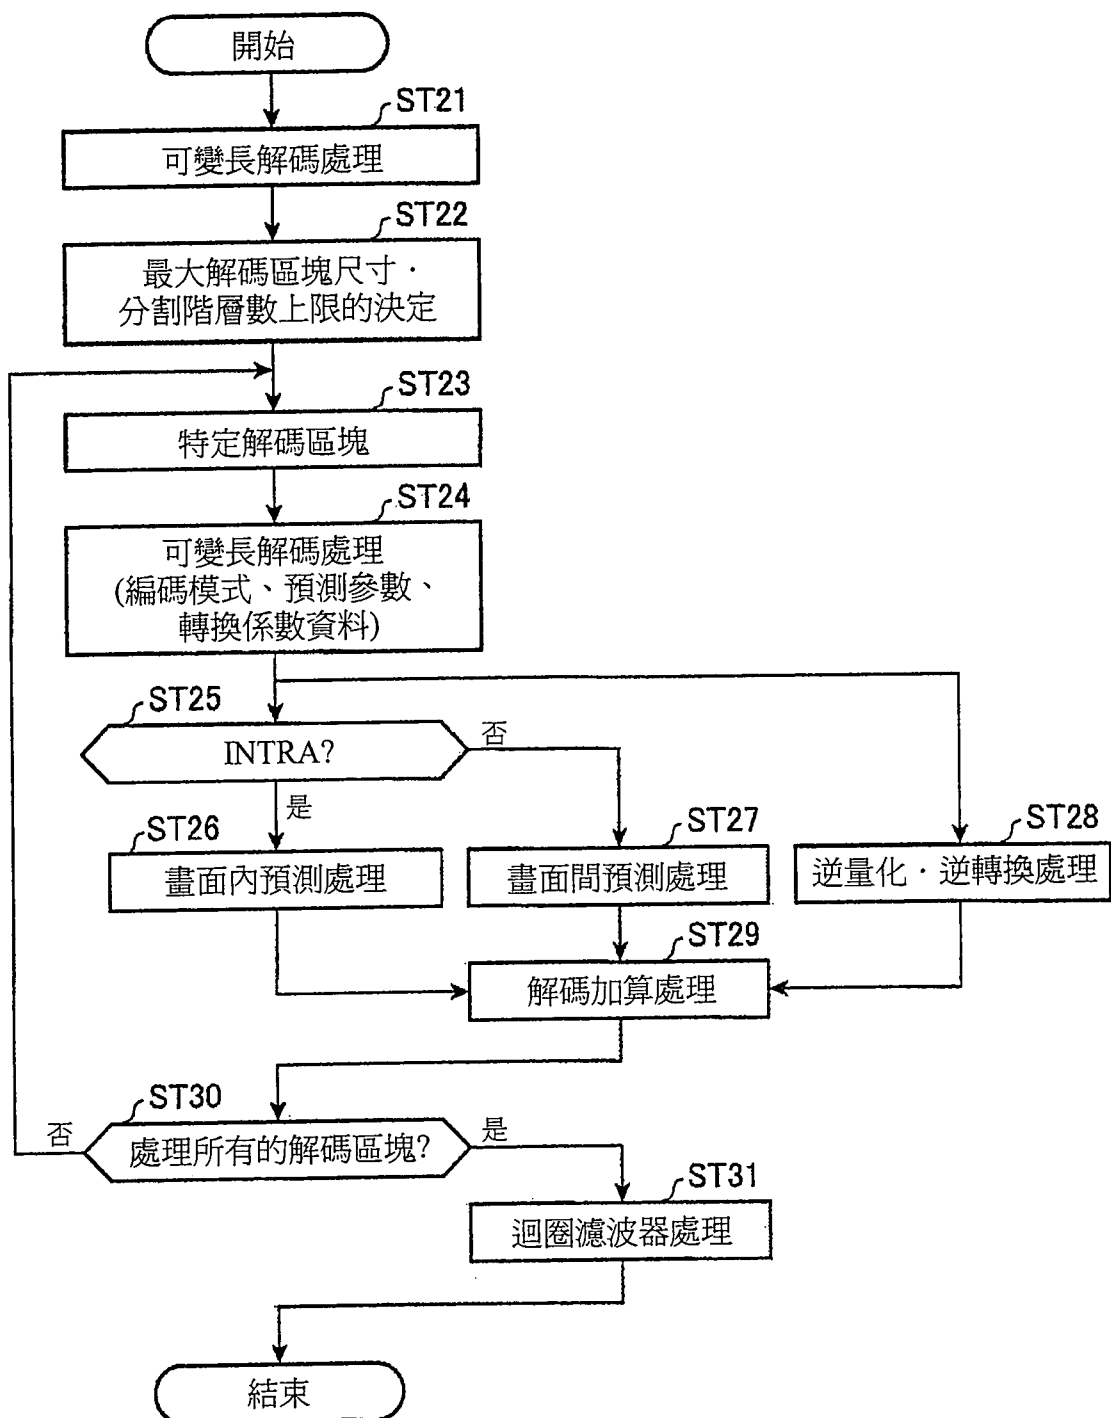 開始
ST21
可變長解碼處理
ST22
最大解碼區塊尺寸·
分割階層數上限的決定
ST23
特定解碼區塊
ST24
可變長解碼處理
(編碼模式、預測參數、
轉換係數資料)
ST25
INTRA?
否
是
ST26
畫面內預測處理
ST27
畫面間預測處理
ST28
逆量化·逆轉換處理
ST29
解碼加算處理
ST30
處理所有的解碼區塊?
否
是
ST31
迴圈濾波器處理
結束